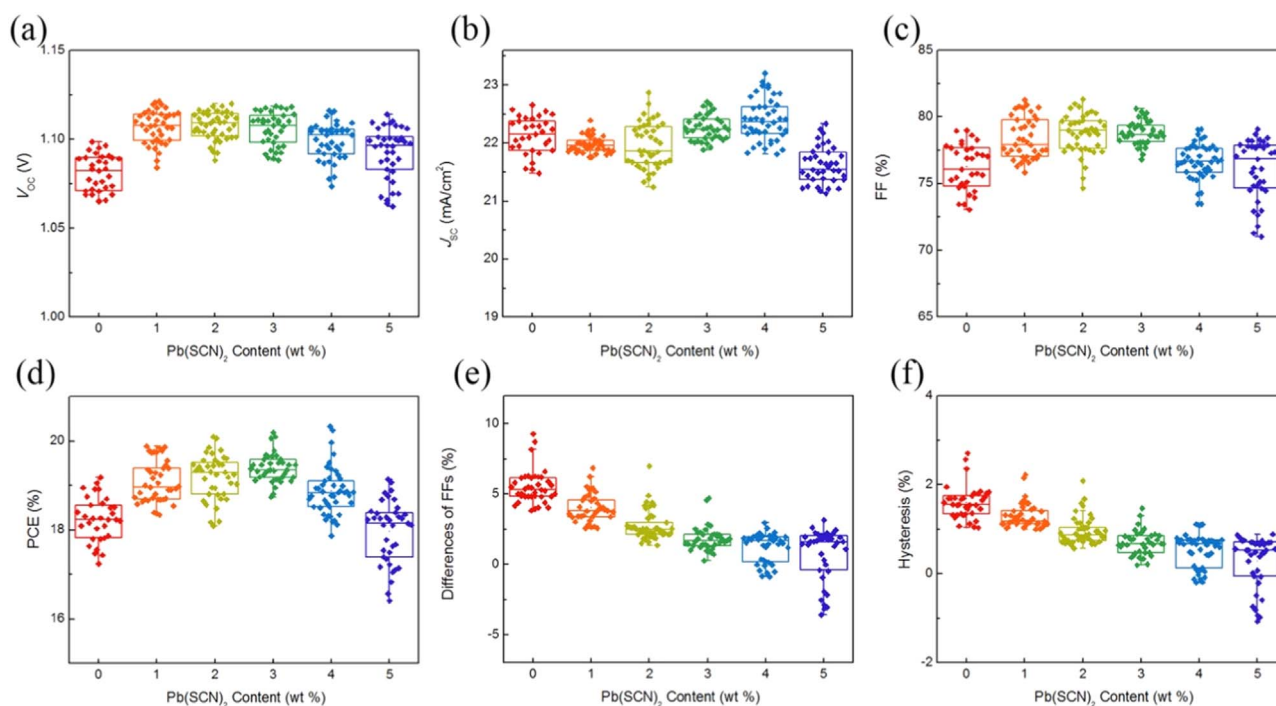 (a)
1.15
1.10
1.05
1.00
V_OC (V)
0 1 2 3 4 5
Pb(SCN)₂ Content (wt %)
(b)
23
22
21
20
19
J_SC (mA/cm²)
0 1 2 3 4 5
Pb(SCN)₂ Content (wt %)
(c)
85
80
75
70
65
FF (%)
0 1 2 3 4 5
Pb(SCN)₂ Content (wt %)
(d)
20
18
16
PCE (%)
0 1 2 3 4 5
Pb(SCN)₂ Content (wt %)
(e)
10
5
0
-5
Differences of FFs (%)
0 1 2 3 4 5
Pb(SCN)₂ Content (wt %)
(f)
4
2
0
-2
Hysteresis (%)
0 1 2 3 4 5
Pb(SCN)₂ Content (wt %)